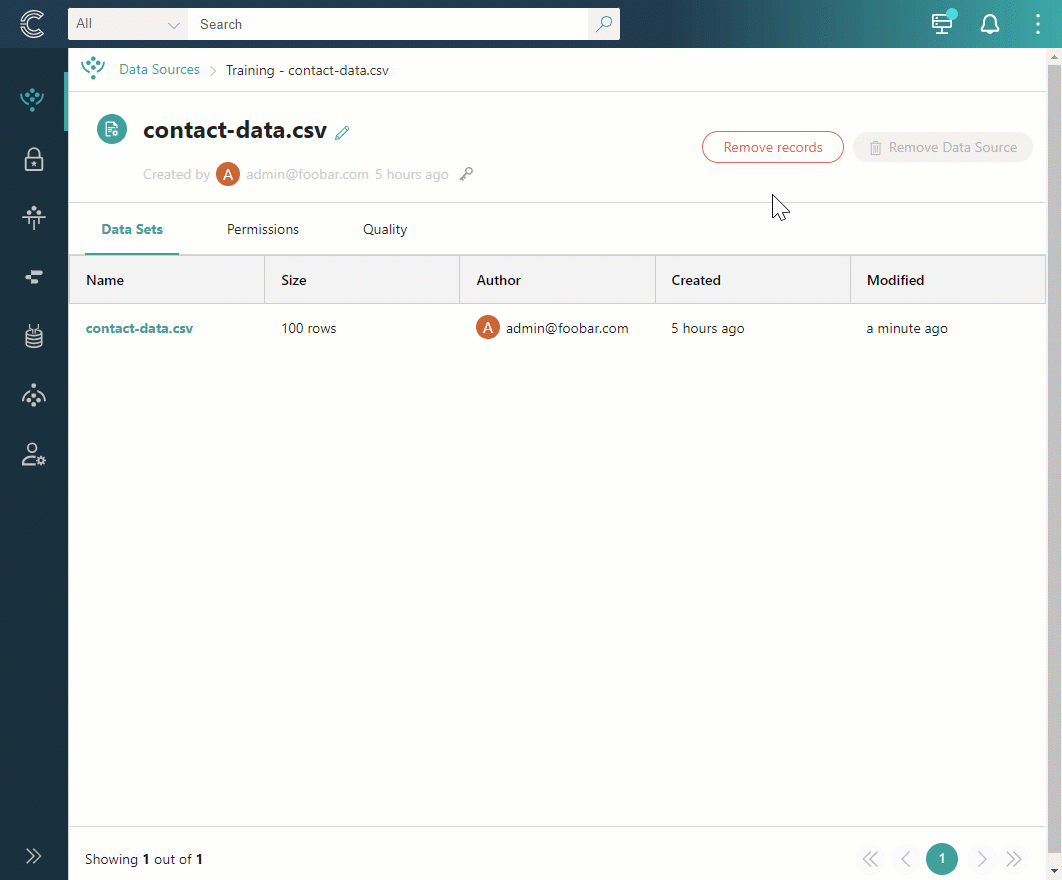 All
Search
Data Sources > Training - contact-data.csv
contact-data.csv
Remove records
Remove Data Source
Created by A admin@foobar.com 5 hours ago
Data Sets Permissions Quality
Name Size Author Created Modified
contact-data.csv 100 rows A admin@foobar.com 5 hours ago a minute ago
Showing 1 out of 1
1